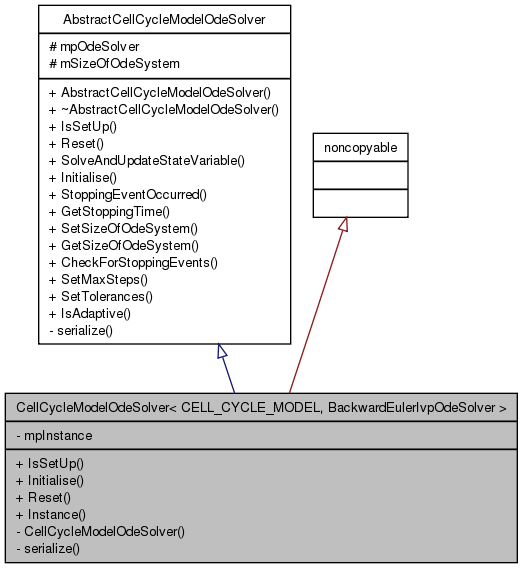 AbstractCellCycleModelOdeSolver
# mpOdeSolver
# mSizeOfOdeSystem
+ AbstractCellCycleModelOdeSolver()
+ ~AbstractCellCycleModelOdeSolver()
+ IsSetUp()
+ Reset()
+ SolveAndUpdateStateVariable()
+ Initialise()
+ StoppingEventOccurred()
+ GetStoppingTime()
+ SetSizeOfOdeSystem()
+ GetSizeOfOdeSystem()
+ CheckForStoppingEvents()
+ SetMaxSteps()
+ SetTolerances()
+ IsAdaptive()
- serialize()
noncopyable
CellCycleModelOdeSolver< CELL_CYCLE_MODEL, BackwardEulerIvpOdeSolver >
- mpInstance
+ IsSetUp()
+ Initialise()
+ Reset()
+ Instance()
- CellCycleModelOdeSolver()
- serialize()